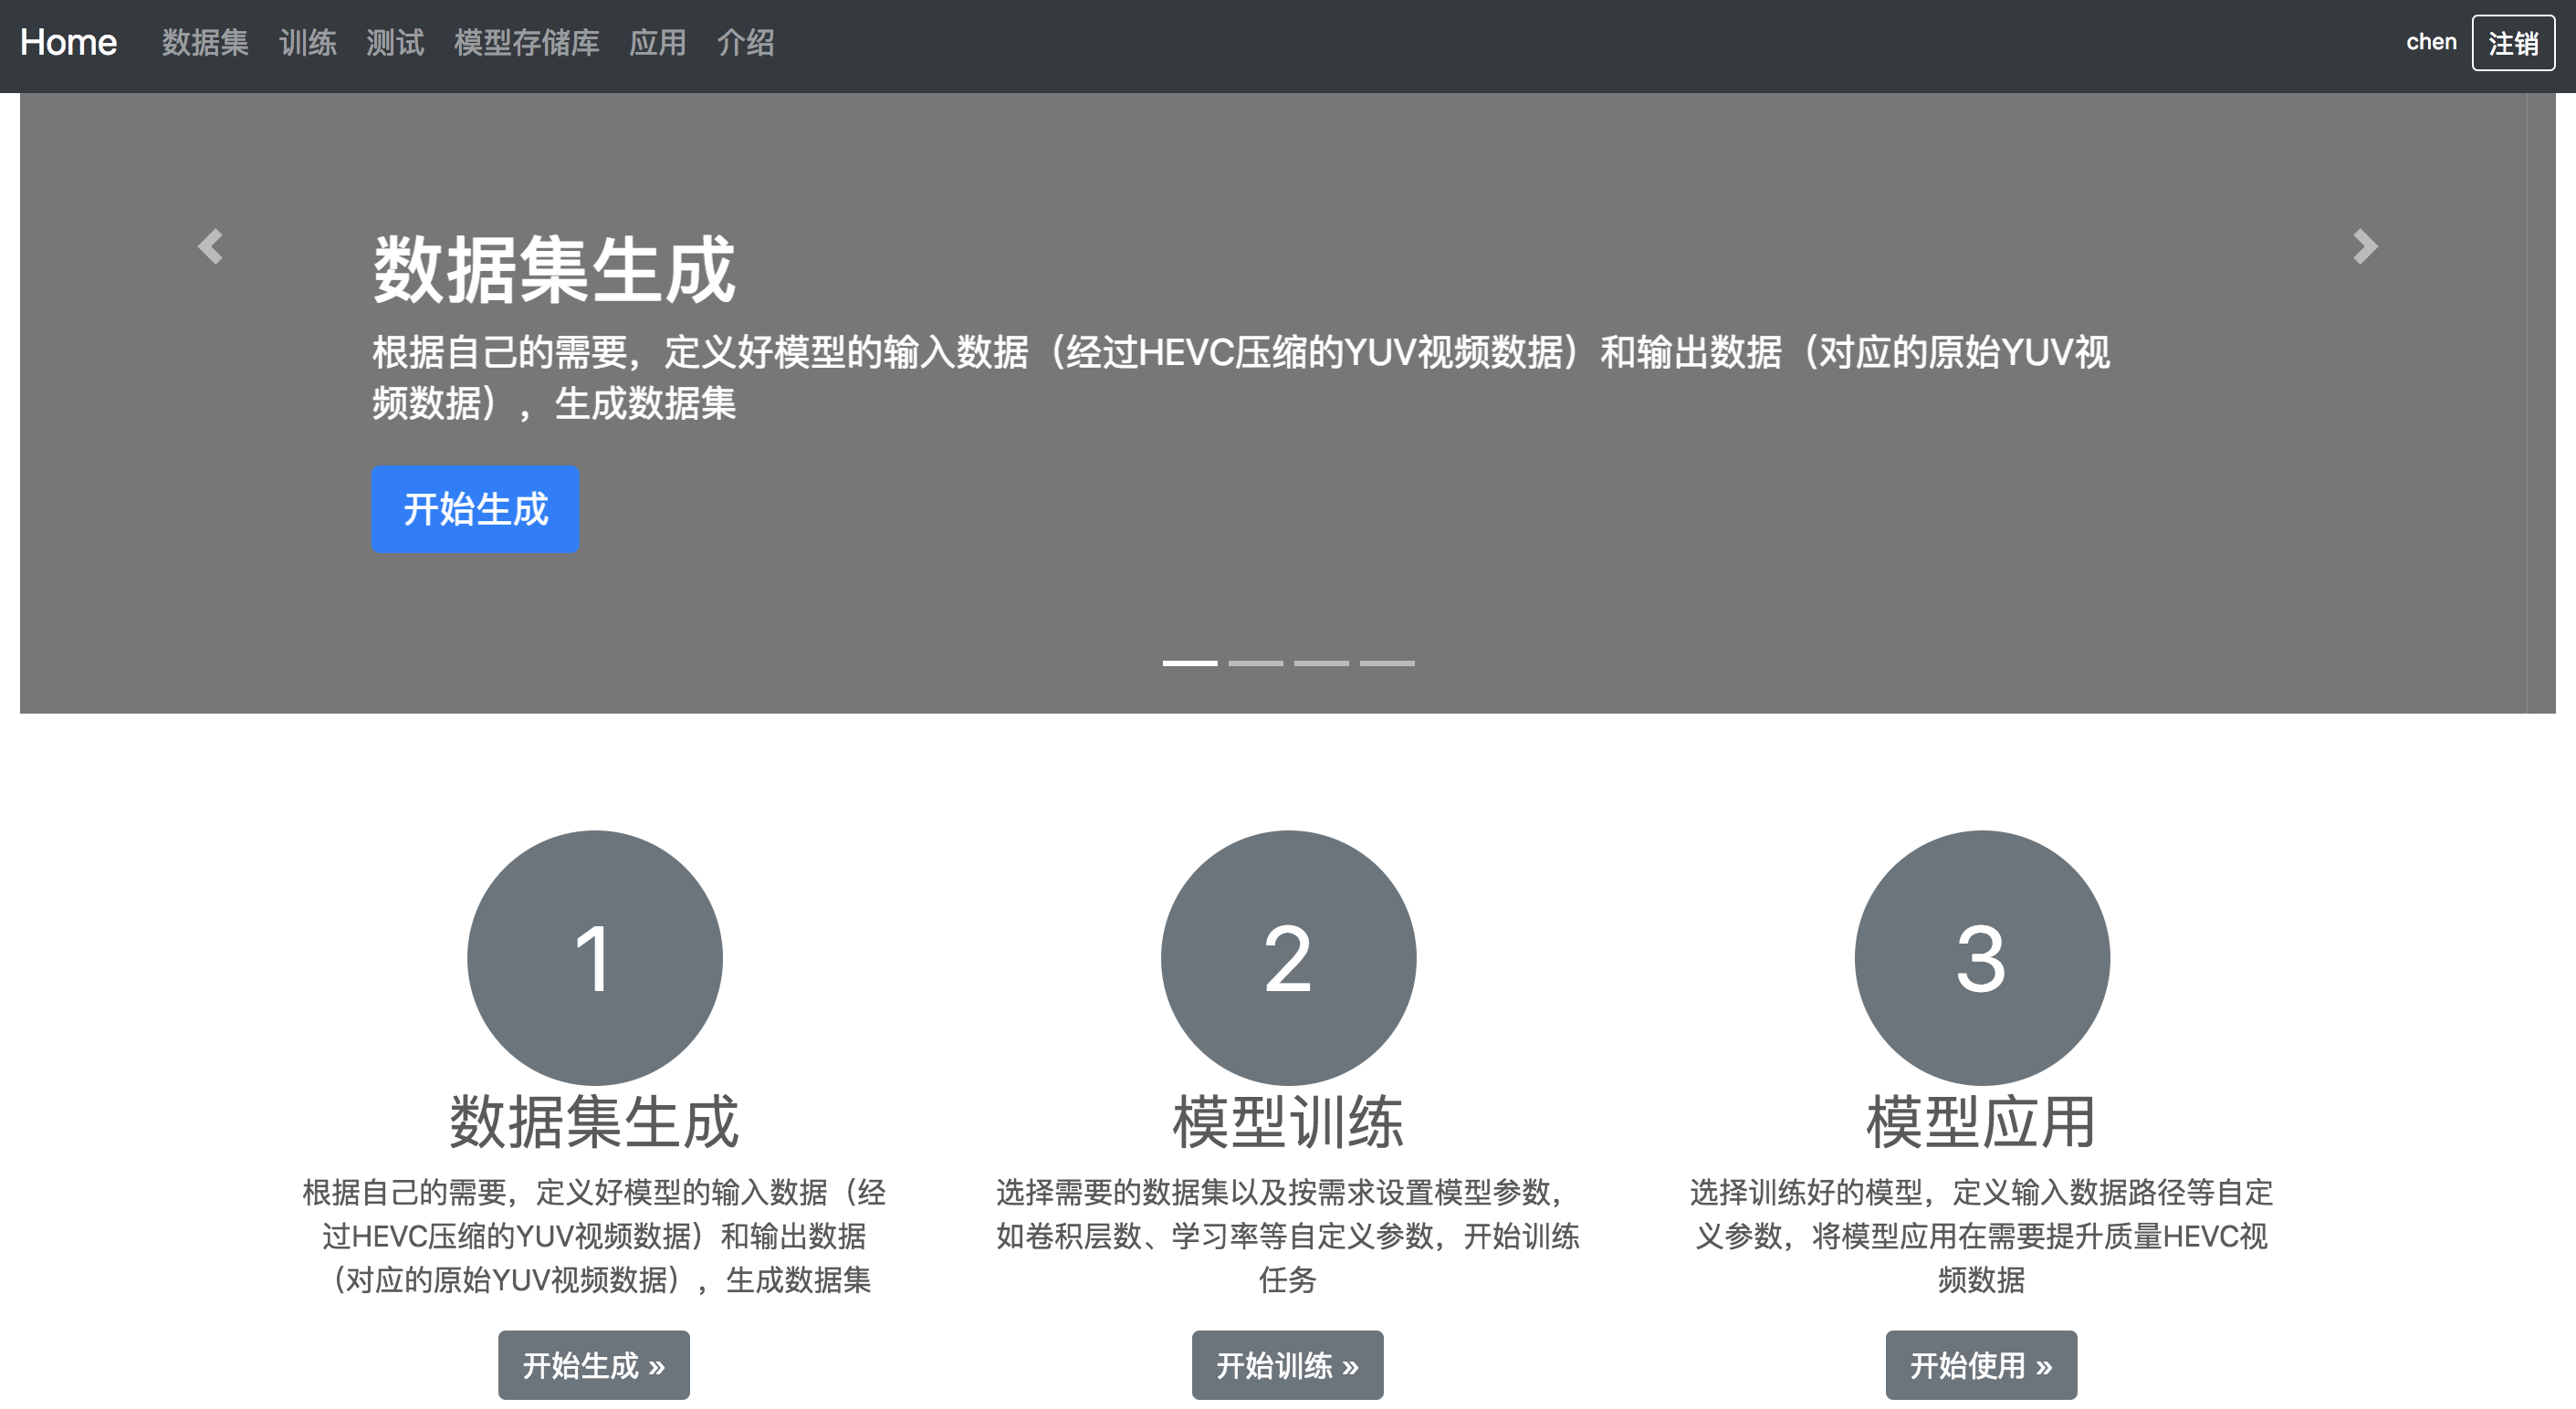 Home 数据集 训练 测试 模型存储库 应用 介绍 chen 注销
数据集生成
根据自己的需要，定义好模型的输入数据（经过HEVC压缩的YUV视频数据）和输出数据（对应的原始YUV视
频数据），生成数据集
开始生成
1
数据集生成
根据自己的需要，定义好模型的输入数据（经
过HEVC压缩的YUV视频数据）和输出数据
（对应的原始YUV视频数据），生成数据集
开始生成 »
2
模型训练
选择需要的数据集以及按需求设置模型参数，
如卷积层数、学习率等自定义参数，开始训练
任务
开始训练 »
3
模型应用
选择训练好的模型，定义输入数据路径等自定
义参数，将模型应用在需要提升质量HEVC视
频数据
开始使用 »